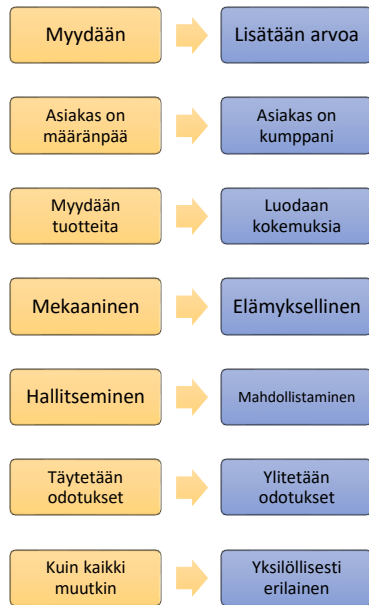 Myydään
Lisätään arvoa
Asiakas on
määränpää
Asiakas on
kumppani
Myydään
tuotteita
Luodaan
kokemuksia
Mekaaninen
Elämyksellinen
Hallitseminen
Mahdollistaminen
Täytetään
odotukset
Ylitetään
odotukset
Kuin kaikki
muutkin
Yksilöllisesti
erilainen